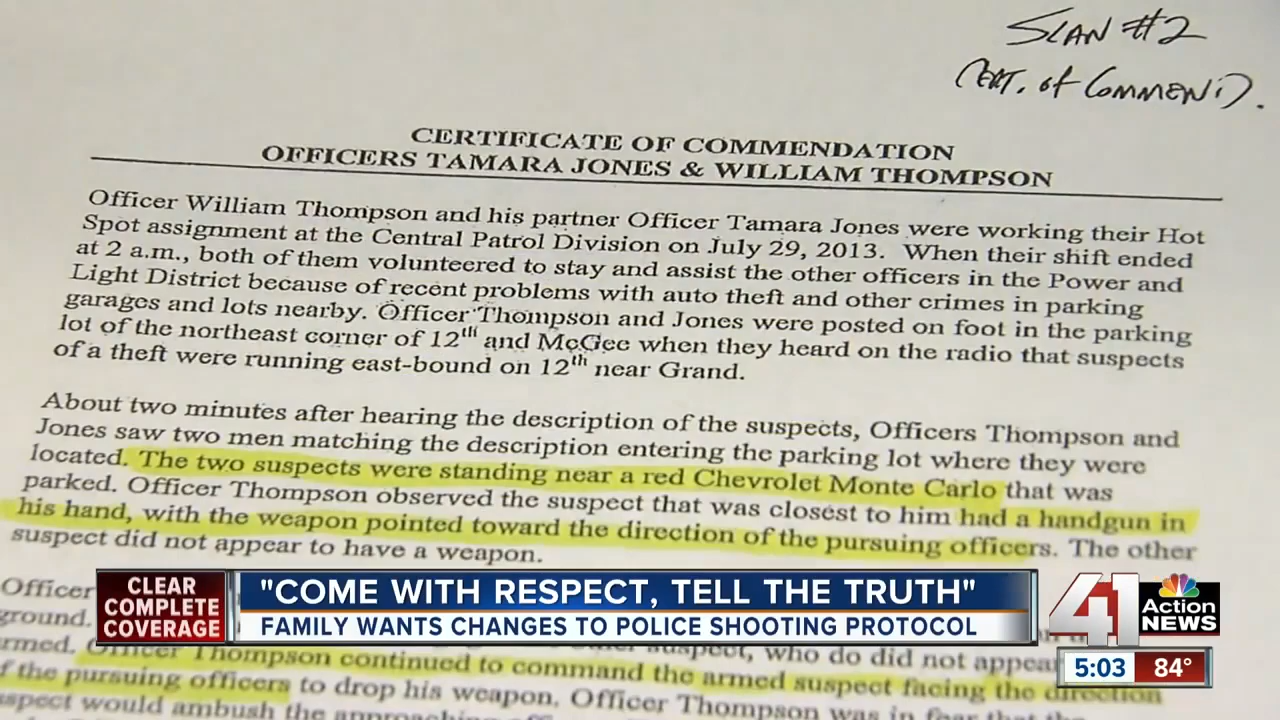 SCAN #2
CERT. of COMMEND.
CERTIFICATE OF COMMENDATION
OFFICERS TAMARA JONES & WILLIAM THOMPSON
Officer William Thompson and his partner Officer Tamara Jones were working their Hot
Spot assignment at the Central Patrol Division on July 29, 2013. When their shift ended
at 2 a.m., both of them volunteered to stay and assist the other officers in the Power and
Light District because of recent problems with auto theft and other crimes in parking
garages and lots nearby. Officer Thompson and Jones were posted on foot in the parking
lot of the northeast corner of 12th and McGee when they heard on the radio that suspects
of a theft were running east-bound on 12th near Grand.
About two minutes after hearing the description of the suspects, Officers Thompson and
Jones saw two men matching the description entering the parking lot where they were
located. The two suspects were standing near a red Chevrolet Monte Carlo that was
parked. Officer Thompson observed the suspect that was closest to him had a handgun in
his hand, with the weapon pointed toward the direction of the pursuing officers. The other
suspect did not appear to have a weapon.
Officer
ground.
suspect, who do did not appear
rmed. Officer Thompson continued to command the armed suspect facing the direction
f the pursuing officers to drop his weapon. Officer Thompson was in fear that the
uspect would ambush the approaching
CLEAR
COMPLETE
COVERAGE
"COME WITH RESPECT, TELL THE TRUTH"
FAMILY WANTS CHANGES TO POLICE SHOOTING PROTOCOL
41
Action
NEWS
5:03 84°